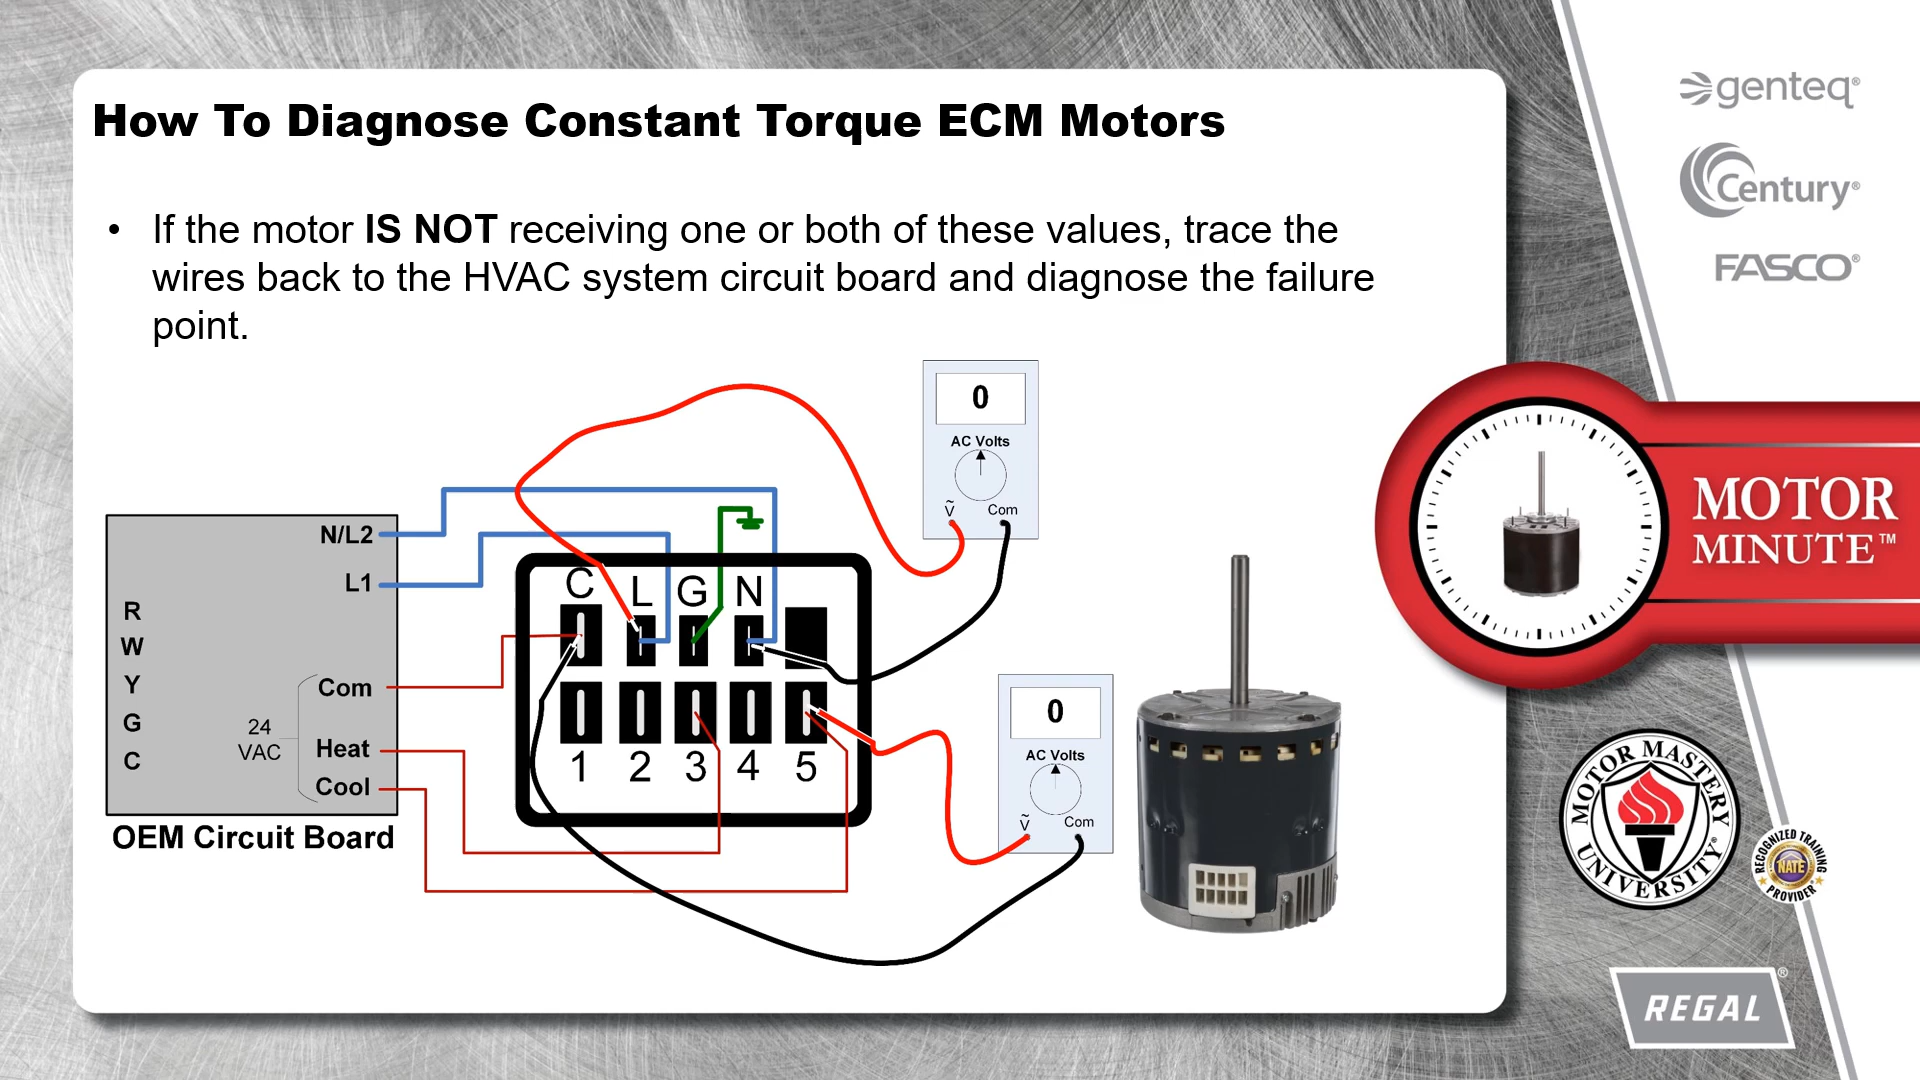 How To Diagnose Constant Torque ECM Motors
• If the motor IS NOT receiving one or both of these values, trace the
wires back to the HVAC system circuit board and diagnose the failure
point.
genteq®
Century®
FASCO®
0
AC Volts
Ṽ Com
N/L2
L1
R
W
Y
G
C
24
VAC
Com
Heat
Cool
OEM Circuit Board
C L G N
1 2 3 4 5
0
AC Volts
Ṽ Com
MOTOR
MINUTE™
MOTOR MASTERY
UNIVERSITY®
RECOGNIZED TRAINING
NATE
PROVIDER
REGAL®